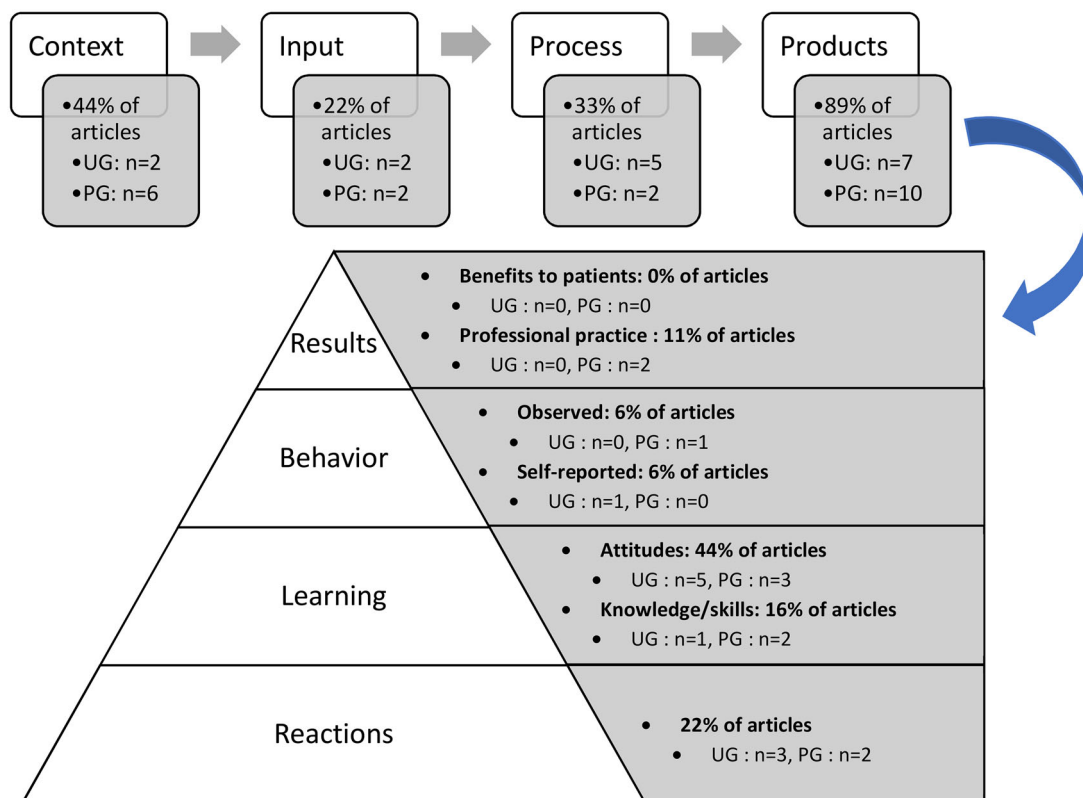 Context
Input
Process
Products
•44% of
articles
•UG: n=2
•PG: n=6
•22% of
articles
•UG: n=2
•PG: n=2
•33% of
articles
•UG: n=5
•PG: n=2
•89% of
articles
•UG: n=7
•PG: n=10
Results
• Benefits to patients: 0% of articles
• UG : n=0, PG : n=0
• Professional practice : 11% of articles
• UG : n=0, PG : n=2
Behavior
• Observed: 6% of articles
• UG : n=0, PG : n=1
• Self-reported: 6% of articles
• UG : n=1, PG : n=0
Learning
• Attitudes: 44% of articles
• UG : n=5, PG : n=3
• Knowledge/skills: 16% of articles
• UG : n=1, PG : n=2
Reactions
• 22% of articles
• UG : n=3, PG : n=2